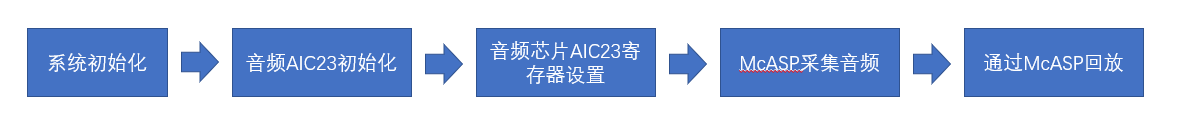 系统初始化
音频AIC23初始化
音频芯片AIC23寄
存器设置
McASP采集音频
通过McASP回放